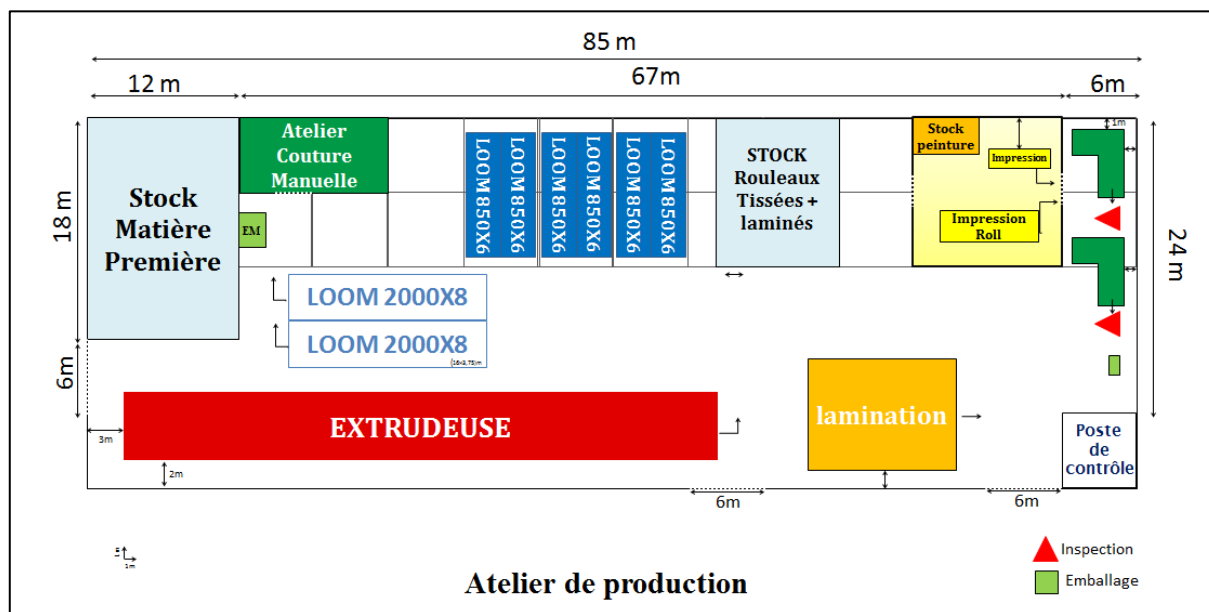 85 m
12 m
67m
6m
18 m
6m
24 m
1m
Stock
Matière
Première
Atelier
Couture
Manuelle
EM
LOOM850X6
LOOM850X6
LOOM850X6
LOOM850X6
LOOM850X6
LOOM850X6
STOCK
Rouleaux
Tissées +
laminés
Stock
peinture
Impression
Impression
Roll
LOOM 2000X8
LOOM 2000X8
EXTRUDEUSE
lamination
Poste
de
contrôle
3m
2m
6m
6m
1m
Inspection
Emballage
Atelier de production